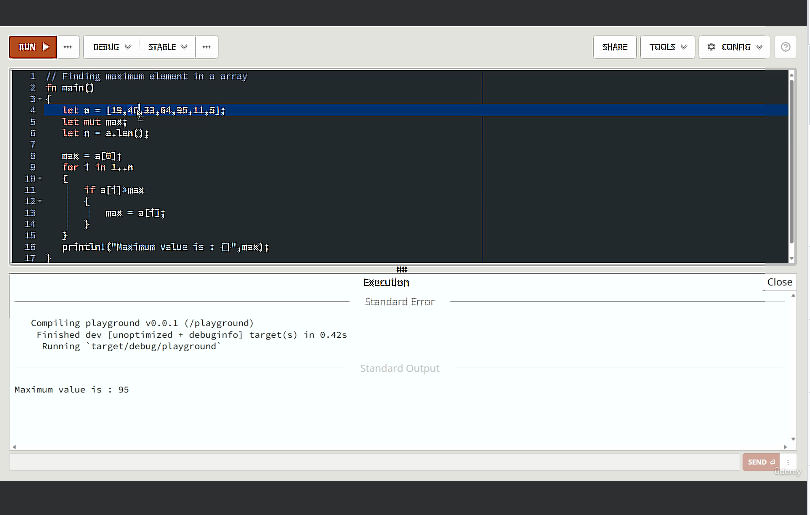 RUN ▶ ••• DEBUG STABLE ••• SHARE TOOLS CONFIG
1 // Finding maximum element in a array
2 fn main()
3 {
4 let a = [19,46,33,64,95,11,5];
5 let mut max;
6 let n = a.len();
7
8 max = a[0];
9 for i in 1..n
10 {
11 if a[i]>max
12 {
13 max = a[i];
14 }
15 }
16 println!("Maximum value is : {}",max);
17 }
Execution Close
Standard Error
Compiling playground v0.0.1 (/playground)
Finished dev [unoptimized + debuginfo] target(s) in 0.42s
Running `target/debug/playground`
Standard Output
Maximum value is : 95
SEND
Udemy